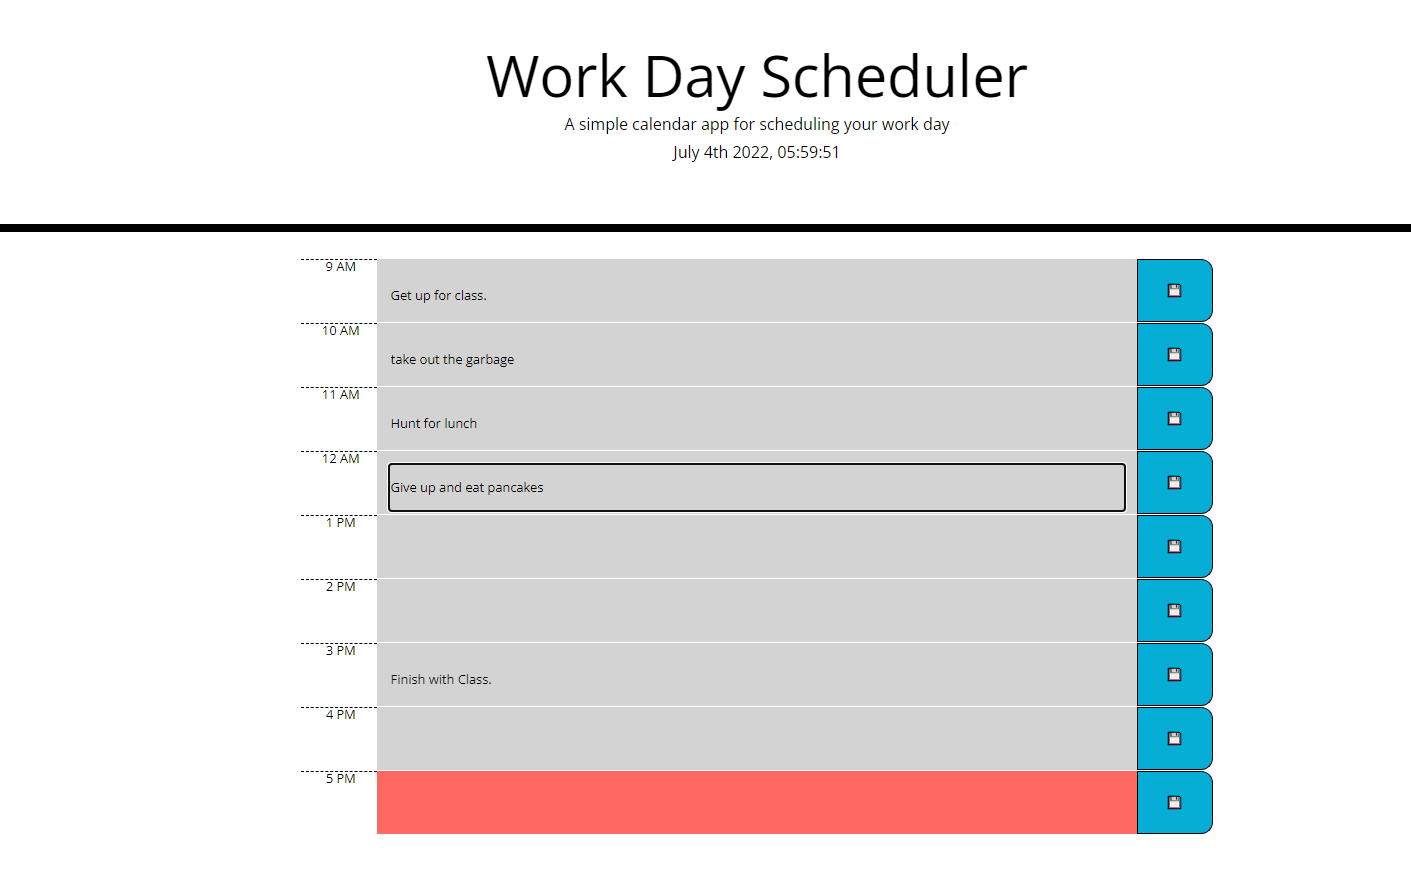 Work Day Scheduler
A simple calendar app for scheduling your work day
July 4th 2022, 05:59:51
9 AM
Get up for class.
10 AM
take out the garbage
11 AM
Hunt for lunch
12 AM
Give up and eat pancakes
1 PM
2 PM
3 PM
Finish with Class.
4 PM
5 PM